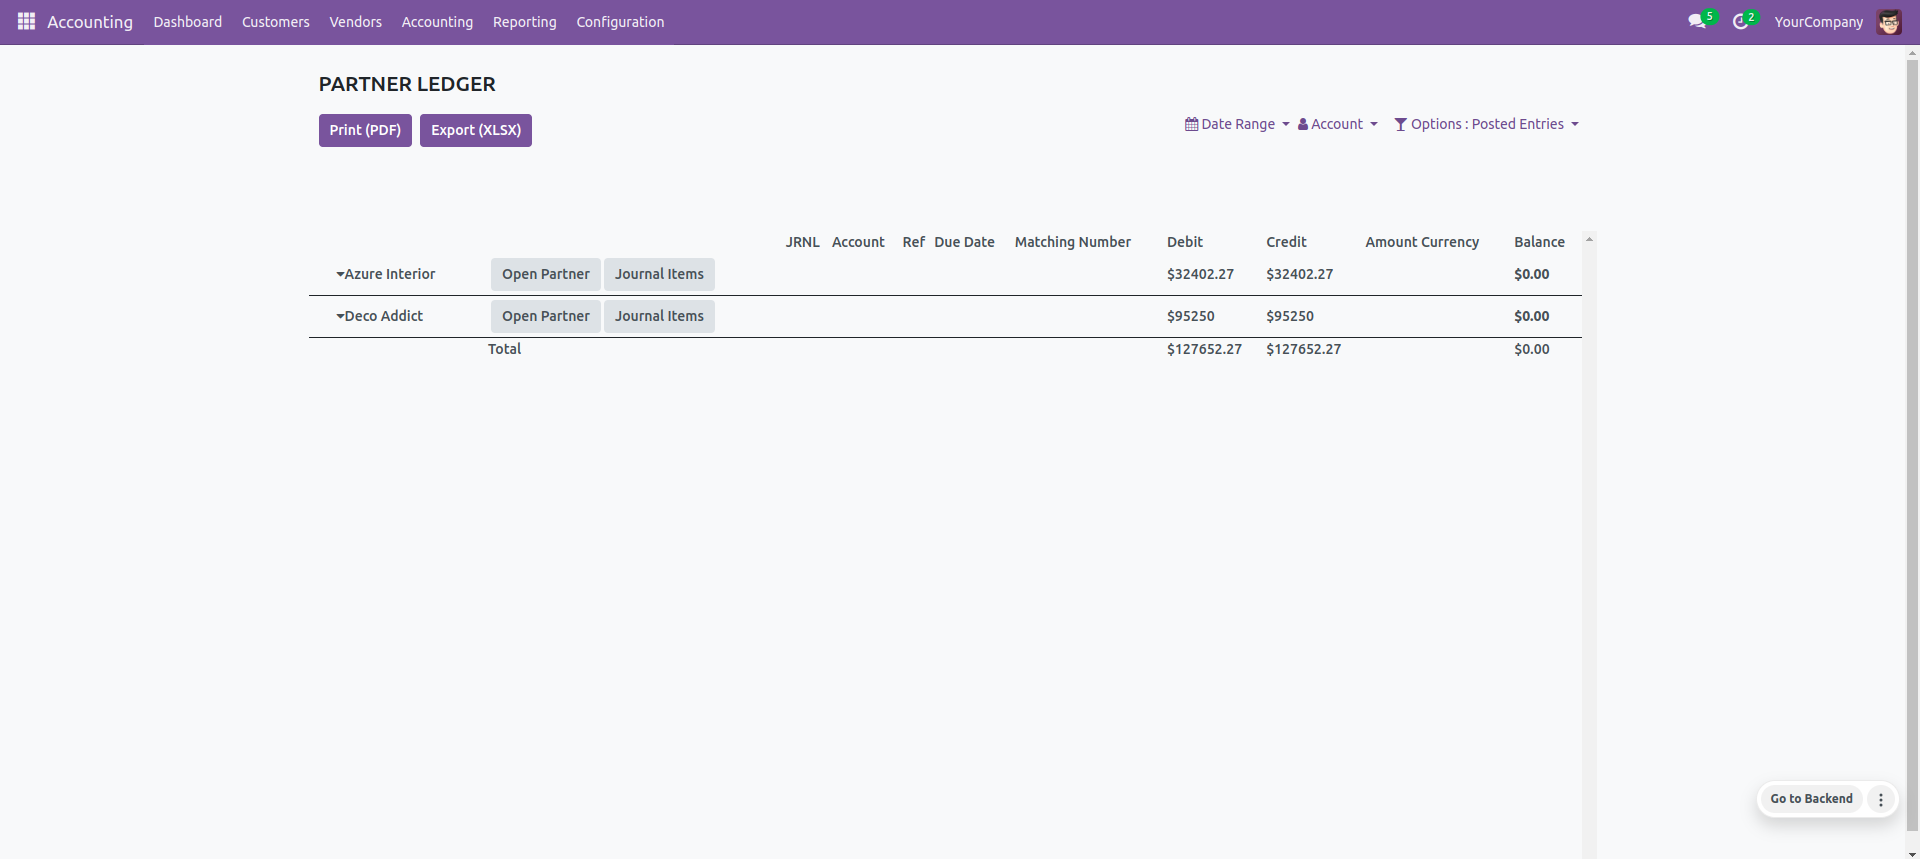 Accounting Dashboard Customers Vendors Accounting Reporting Configuration 5 2 YourCompany
PARTNER LEDGER
Print (PDF) Export (XLSX) Date Range Account Options : Posted Entries
JRNL Account Ref Due Date Matching Number Debit Credit Amount Currency Balance
Azure Interior Open Partner Journal Items $32402.27 $32402.27 $0.00
Deco Addict Open Partner Journal Items $95250 $95250 $0.00
Total $127652.27 $127652.27 $0.00
Go to Backend